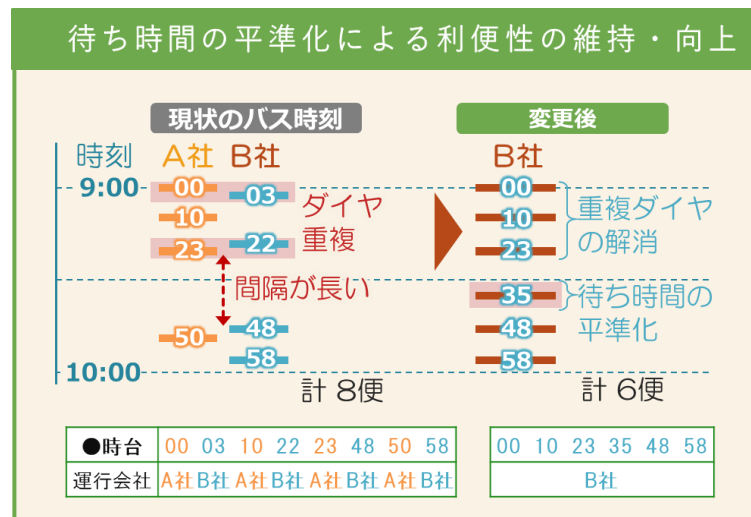 待ち時間の平準化による利便性の維持・向上
現状のバス時刻
変更後
時刻 A社 B社
B社
9:00
00 03
10
23 22
50 48
58
10:00
ダイヤ
重複
間隔が長い
計 8便
00
10
23
35
48
58
重複ダイヤ
の解消
待ち時間の
平準化
計 6便
●時台 00 03 10 22 23 48 50 58
運行会社 A社 B社 A社 B社 A社 B社 A社 B社
00 10 23 35 48 58
B社